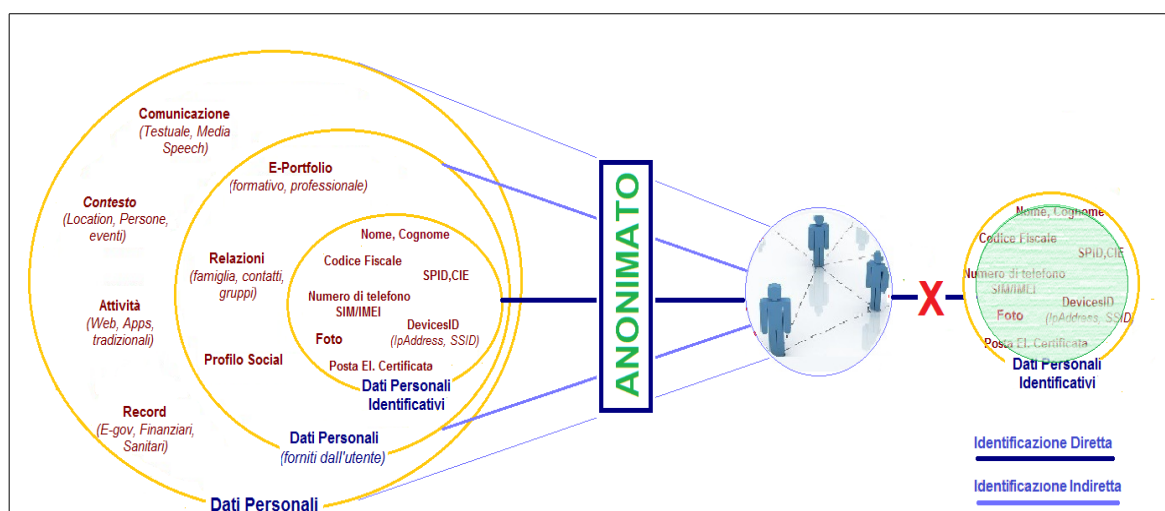 Comunicazione
(Testuale, Media
Speech)
Contesto
(Location, Persone,
eventi)
Attività
(Web, Apps,
tradizionali)
Record
(E-gov, Finanziari,
Sanitari)
Dati Personali
E-Portfolio
(formativo, professionale)
Relazioni
(famiglia, contatti,
gruppi)
Profilo Social
Dati Personali
(forniti dall'utente)
Nome, Cognome
Codice Fiscale
SPID,CIE
Numero di telefono
SIM/IMEI
DevicesID
(IpAddress, SSID)
Foto
Posta El. Certificata
Dati Personali
Identificativi
ANONIMATO
X
Nome, Cognome
Codice Fiscale
SPID,CIE
Numero di telefono
SIM/IMEI
DevicesID
(IpAddress, SSID)
Foto
Posta El. Certificata
Dati Personali
Identificativi
Identificazione Diretta
Identificazione Indiretta